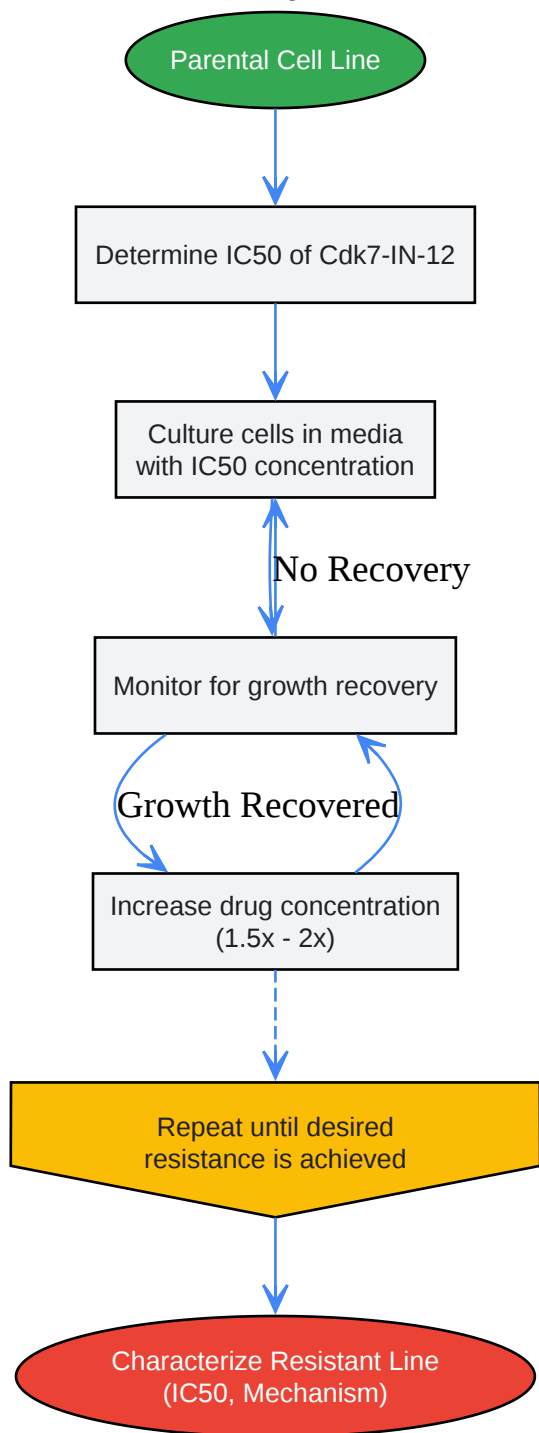 Parental Cell Line
Determine IC50 of Cdk7-IN-12
Culture cells in media
with IC50 concentration
No Recovery
Monitor for growth recovery
Growth Recovered
Increase drug concentration
(1.5x - 2x)
Repeat until desired
resistance is achieved
Characterize Resistant Line
(IC50, Mechanism)